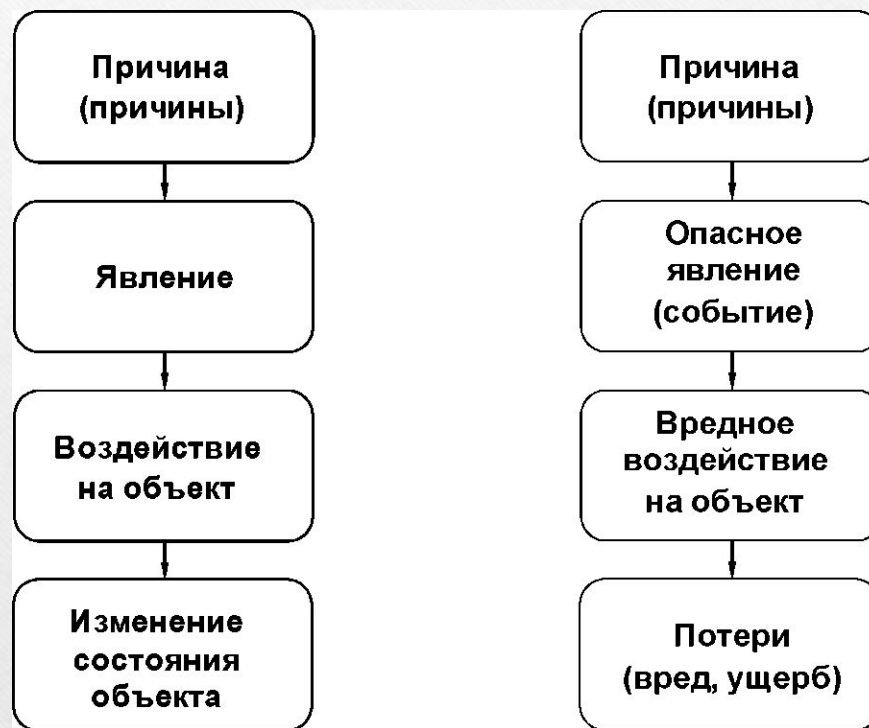 Причина
(причины)
Явление
Воздействие
на объект
Изменение
состояния
объекта
Причина
(причины)
Опасное
явление
(событие)
Вредное
воздействие
на объект
Потери
(вред, ущерб)